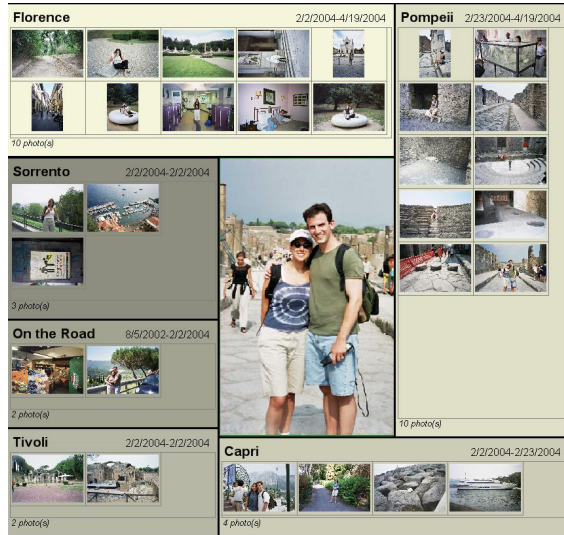 Florence 2/2/2004-4/19/2004
10 photo(s)
Pompeii 2/23/2004-4/19/2004
10 photo(s)
Sorrento 2/2/2004-2/2/2004
3 photo(s)
On the Road 8/5/2002-2/2/2004
2 photo(s)
Tivoli 2/2/2004-2/2/2004
2 photo(s)
Capri 2/2/2004-2/23/2004
4 photo(s)